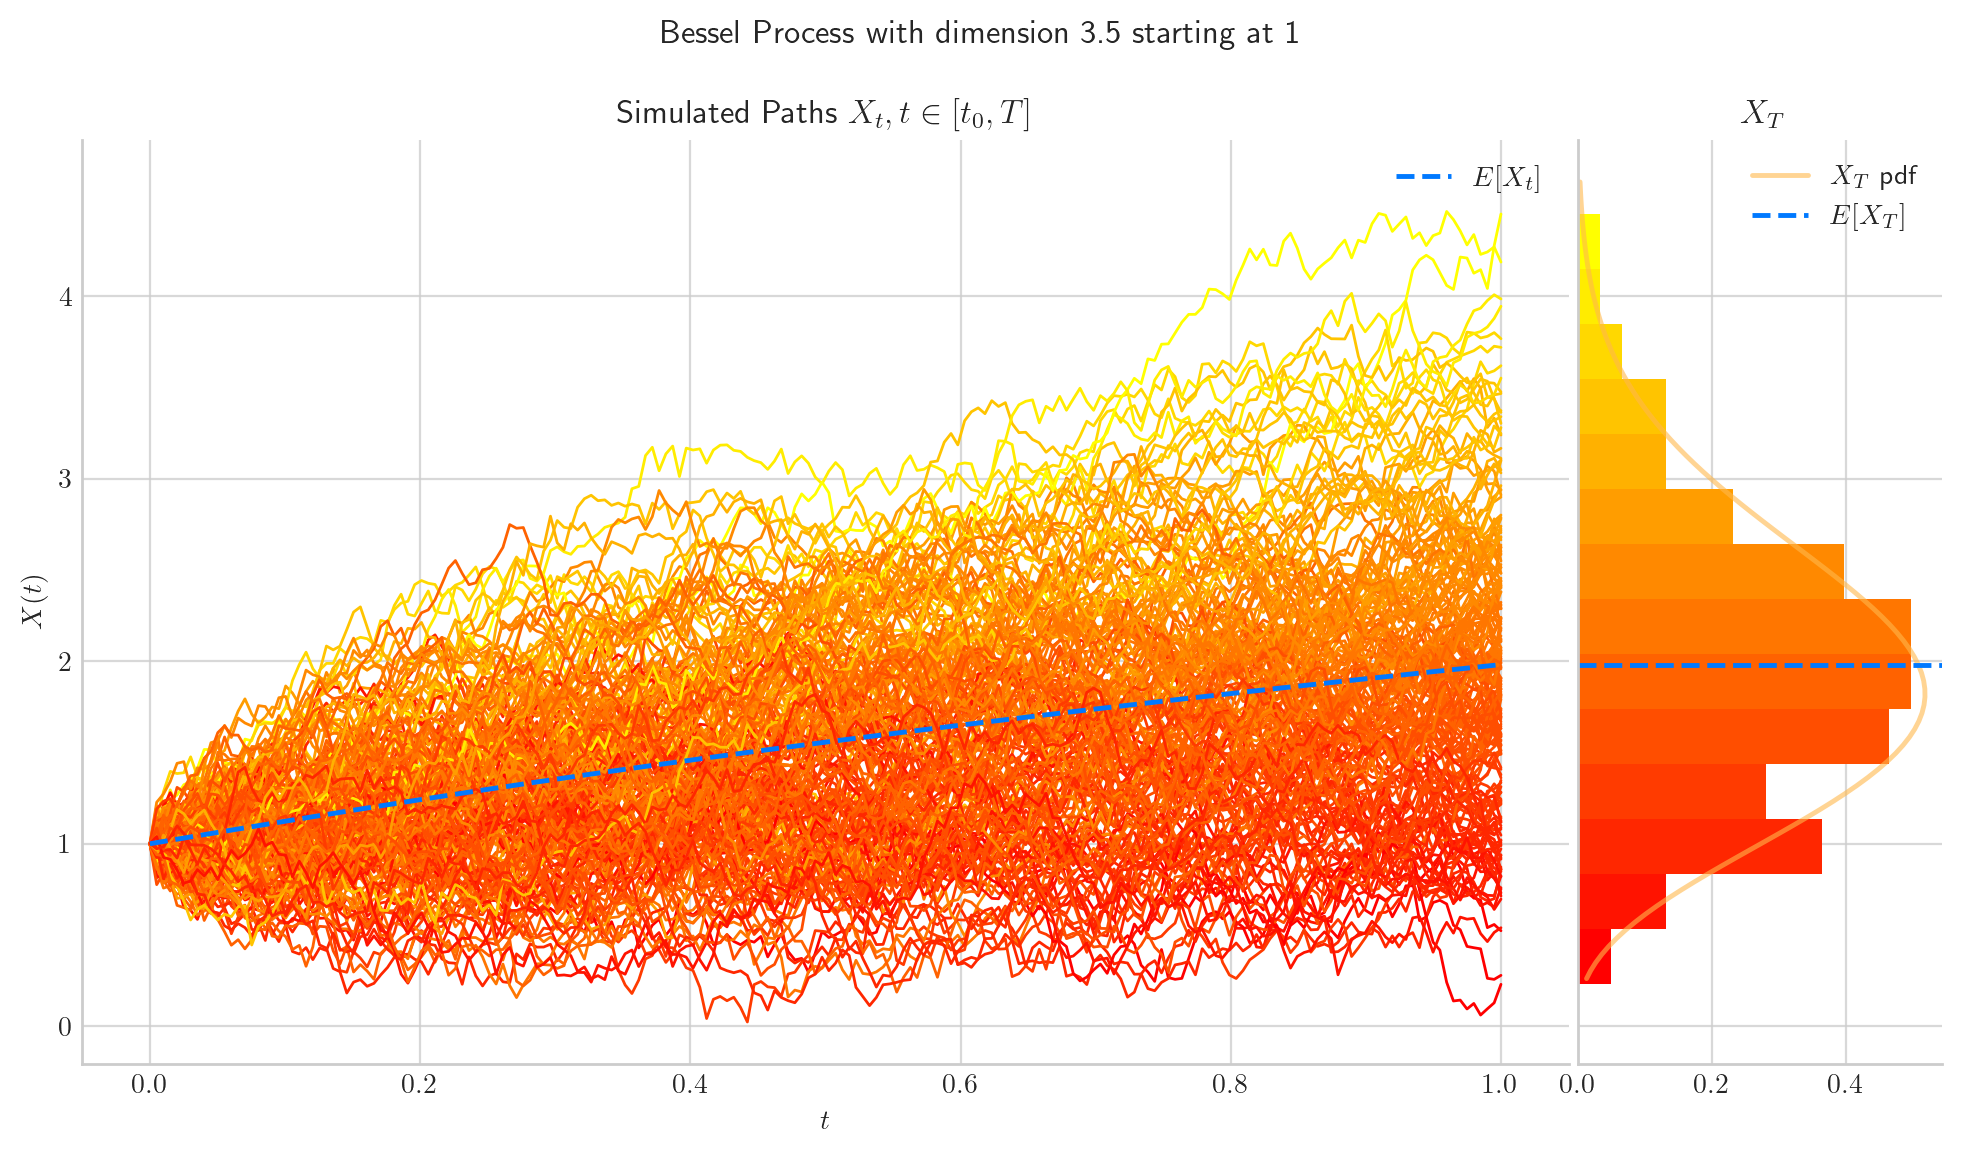 Bessel Process with dimension 3.5 starting at 1
Simulated Paths $X_t, t \in [t_0, T]$
$X_T$
$E[X_t]$
$X_T$ pdf
$E[X_T]$
$X(t)$
4
3
2
1
0
0.0 0.2 0.4 0.6 0.8 1.0
0.0 0.2 0.4
$t$